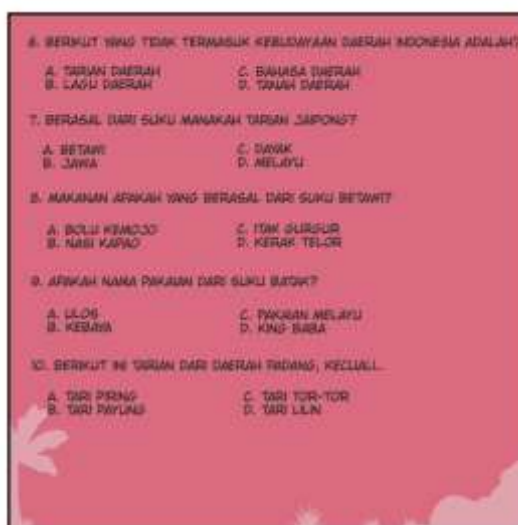 6. BERIKUT YANG TIDAK TERMASUK KEBUDAYAAN DAERAH INDONESIA ADALAH?
A. TARIAN DAERAH C. BAHASA DAERAH
B. LAGU DAERAH D. TANAH DAERAH
7. BERASAL DARI SUKU MANAKAH TARIAN JAIPONG?
A. BETAWI C. DAYAK
B. JAWA D. MELAYU
8. MAKANAN APAKAH YANG BERASAL DARI SUKU BETAWI?
A. BOLU KEMOJO C. ITAK GURGUR
B. NASI KAPAO D. KERAK TELOR
9. APAKAH NAMA PAKAIAN DARI SUKU BATAK?
A. ULOS C. PAKAIAN MELAYU
B. KEBAYA D. KING BABA
10. BERIKUT INI TARIAN DARI DAERAH PADANG, KECUALI..
A. TARI PIRING C. TARI TOR-TOR
B. TARI PAYUNG D. TARI LILIN